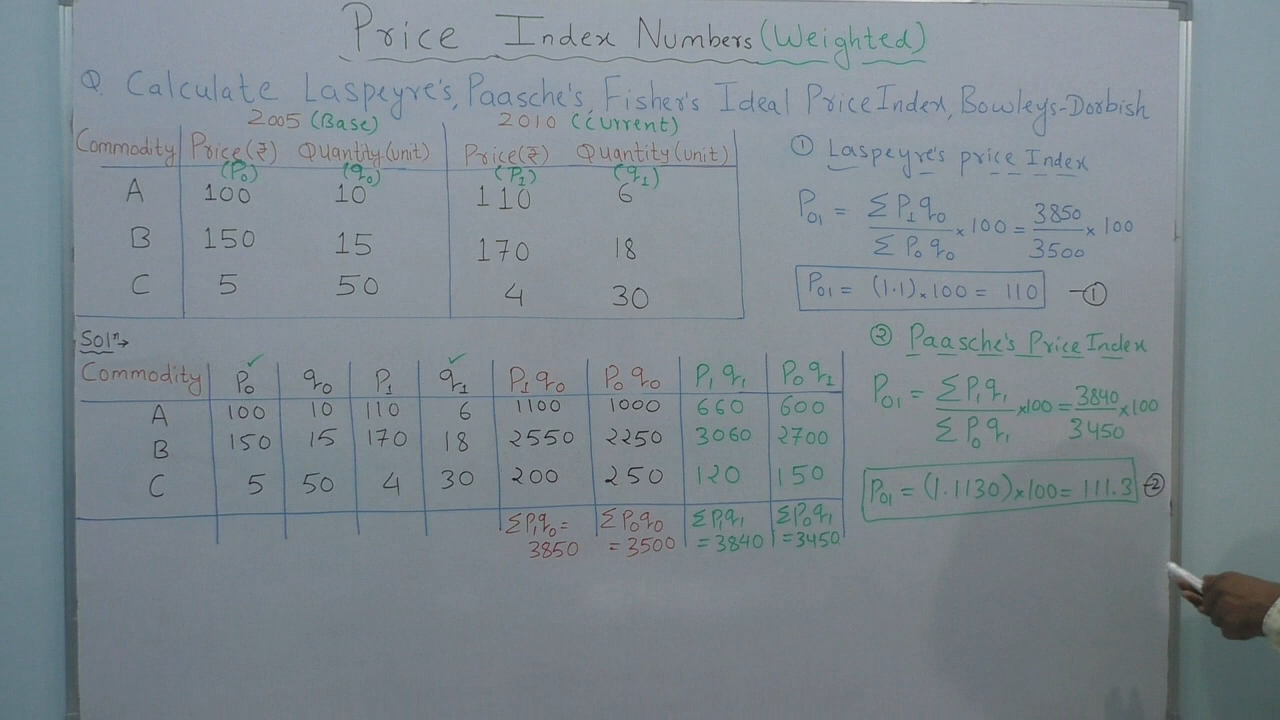 Price Index Numbers (Weighted)
Q. Calculate Laspeyre's, Paasche's, Fisher's Ideal Price Index, Bowleys-Dorbish
2005 (Base) 2010 (Current)
Commodity Price(₹) Quantity(unit) Price(₹) Quantity(unit)
(P₀) (q₀) (P₁) (q₁)
A 100 10 110 6
B 150 15 170 18
C 5 50 4 30
① Laspeyre's price Index
P₀₁ = ΣP₁q₀ / ΣP₀q₀ × 100 = 3850 / 3500 × 100
P₀₁ = (1.1) × 100 = 110 —①
Solⁿ→
Commodity P₀ ✓ q₀ P₁ q₁ ✓ P₁q₀ P₀q₀ P₁q₁ P₀q₁
A 100 10 110 6 1100 1000 660 600
B 150 15 170 18 2550 2250 3060 2700
C 5 50 4 30 200 250 120 150
ΣP₁q₀ = ΣP₀q₀ ΣP₁q₁ ΣP₀q₁
3850 = 3500 = 3840 = 3450
② Paasche's Price Index
P₀₁ = ΣP₁q₁ / ΣP₀q₁ × 100 = 3840 / 3450 × 100
P₀₁ = (1.1130) × 100 = 111.3 —②